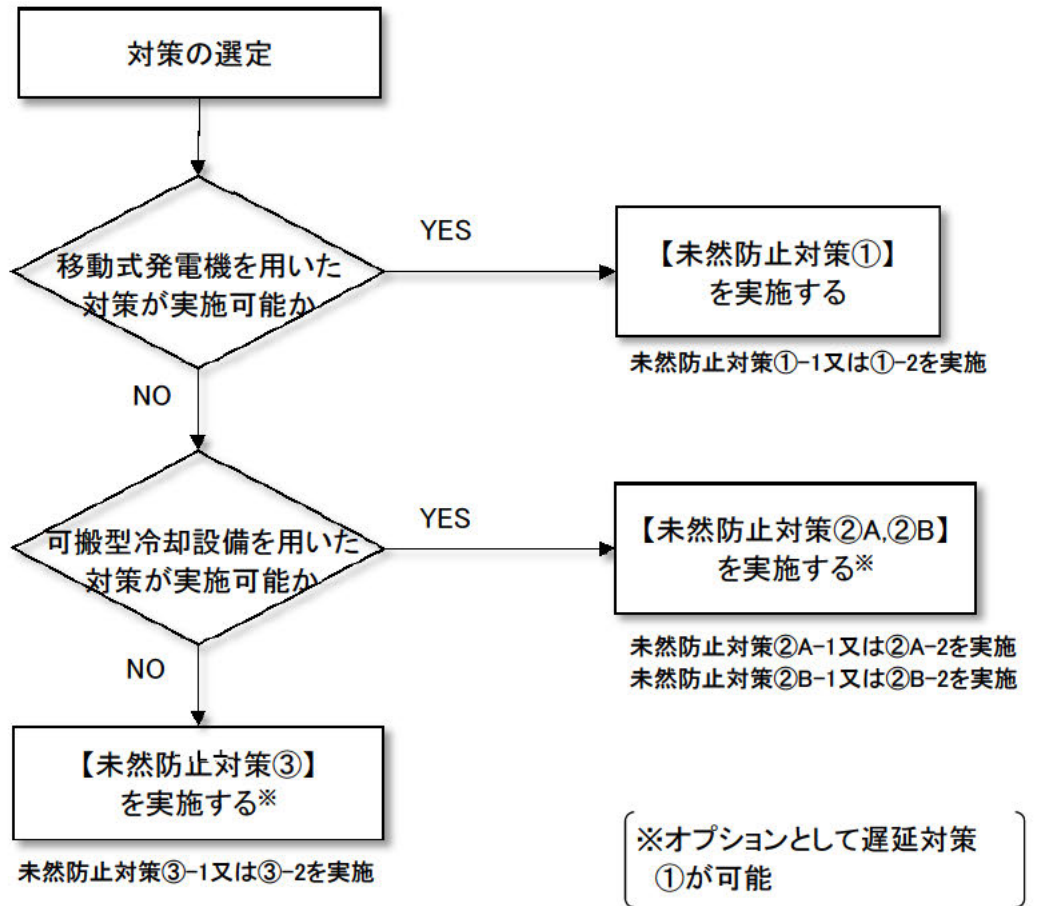 対策の選定
移動式発電機を用いた
対策が実施可能か
YES
【未然防止対策①】
を実施する
未然防止対策①-1又は①-2を実施
NO
可搬型冷却設備を用いた
対策が実施可能か
YES
【未然防止対策②A,②B】
を実施する※
未然防止対策②A-1又は②A-2を実施
未然防止対策②B-1又は②B-2を実施
NO
【未然防止対策③】
を実施する※
未然防止対策③-1又は③-2を実施
※オプションとして遅延対策
①が可能